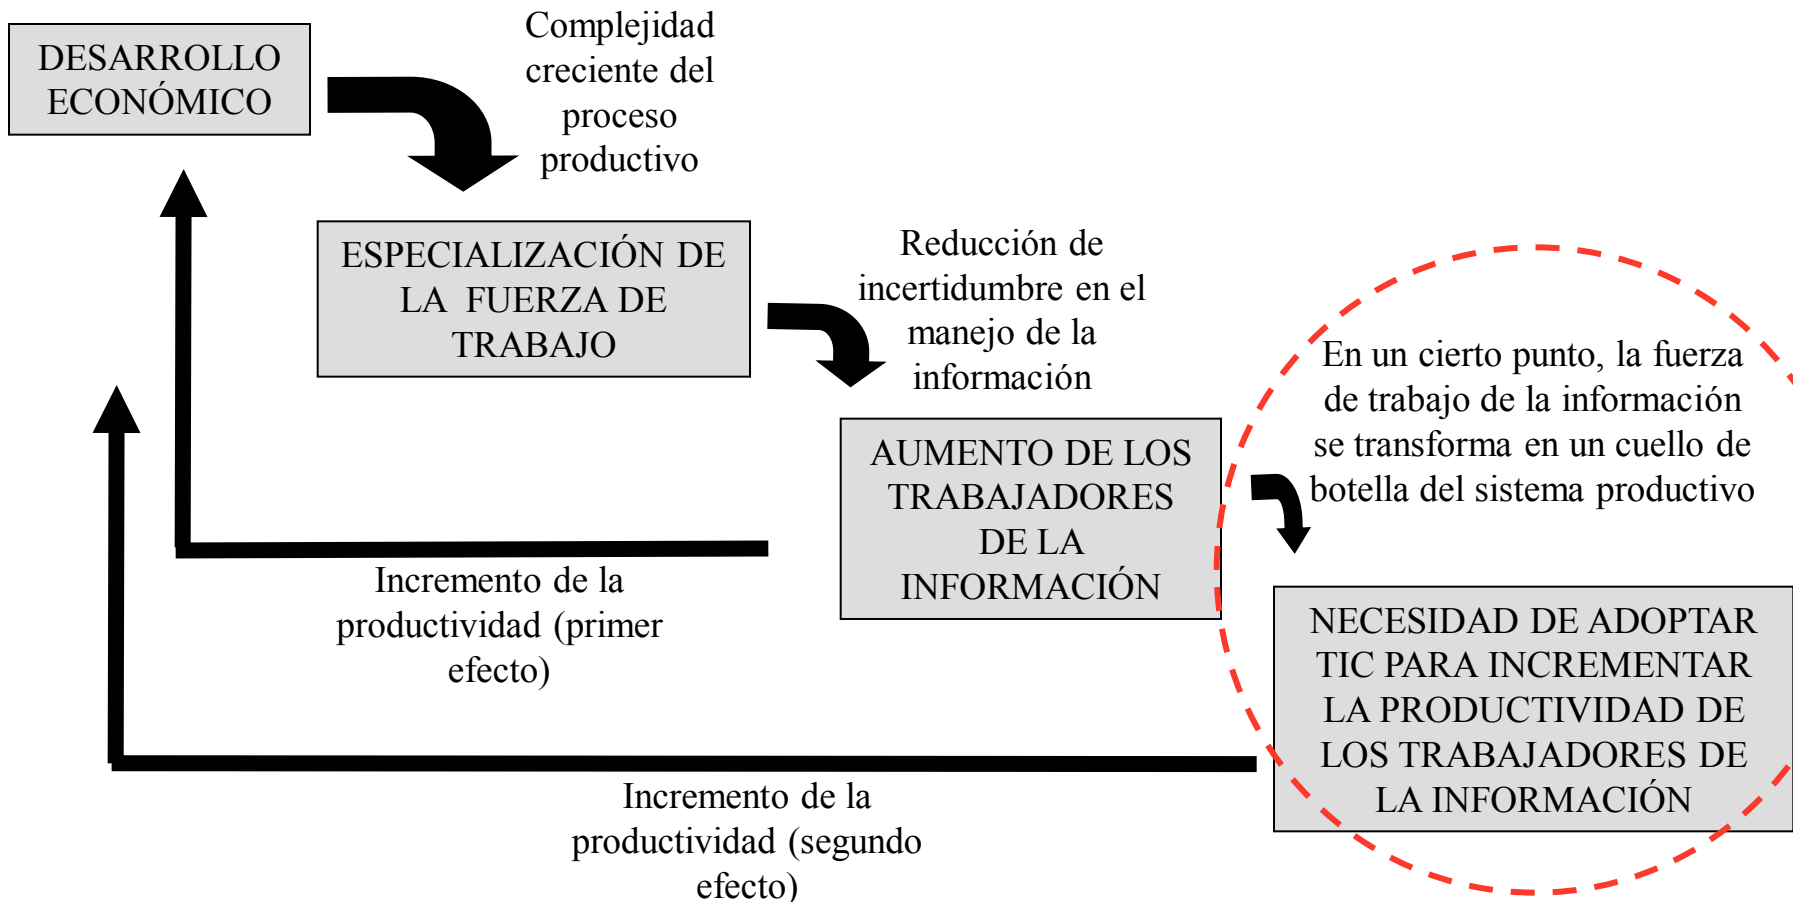 DESARROLLO
ECONÓMICO
Complejidad
creciente del
proceso
productivo
ESPECIALIZACIÓN DE
LA FUERZA DE
TRABAJO
Reducción de
incertidumbre en el
manejo de la
información
AUMENTO DE LOS
TRABAJADORES
DE LA
INFORMACIÓN
En un cierto punto, la fuerza
de trabajo de la información
se transforma en un cuello de
botella del sistema productivo
NECESIDAD DE ADOPTAR
TIC PARA INCREMENTAR
LA PRODUCTIVIDAD DE
LOS TRABAJADORES DE
LA INFORMACIÓN
Incremento de la
productividad (primer
efecto)
Incremento de la
productividad (segundo
efecto)